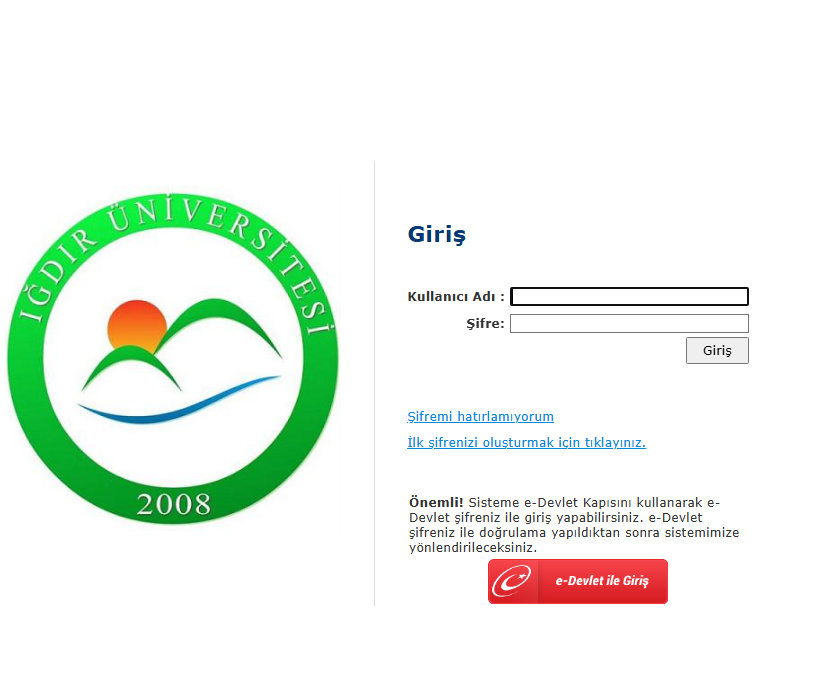 IĞDIR ÜNİVERSİTESİ
2008
Giriş
Kullanıcı Adı :
Şifre:
Giriş
Şifremi hatırlamıyorum
İlk şifrenizi oluşturmak için tıklayınız.
Önemli! Sisteme e-Devlet Kapısını kullanarak e-
Devlet şifreniz ile giriş yapabilirsiniz. e-Devlet
şifreniz ile doğrulama yapıldıktan sonra sistemimize
yönlendirileceksiniz.
e-Devlet ile Giriş